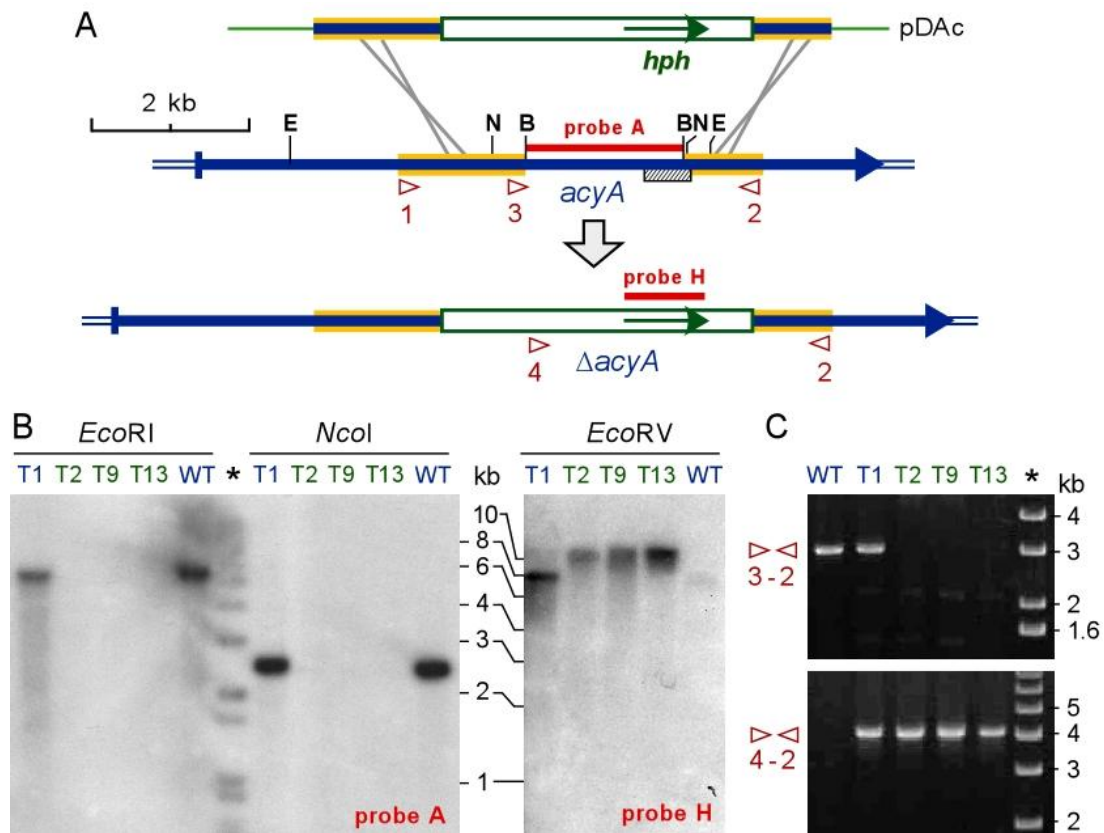 A
pDAc
hph
2 kb
E N B probe A B N E
1 3 acyA 2
probe H
4 ΔacyA 2
B
EcoRI NcoI EcoRV
T1 T2 T9 T13 WT * T1 T2 T9 T13 WT kb T1 T2 T9 T13 WT
10
8
6
4
3
2
1
probe A
probe H
C
WT T1 T2 T9 T13 * kb
4
3
3 - 2
2
1.6
5
4
4 - 2
3
2